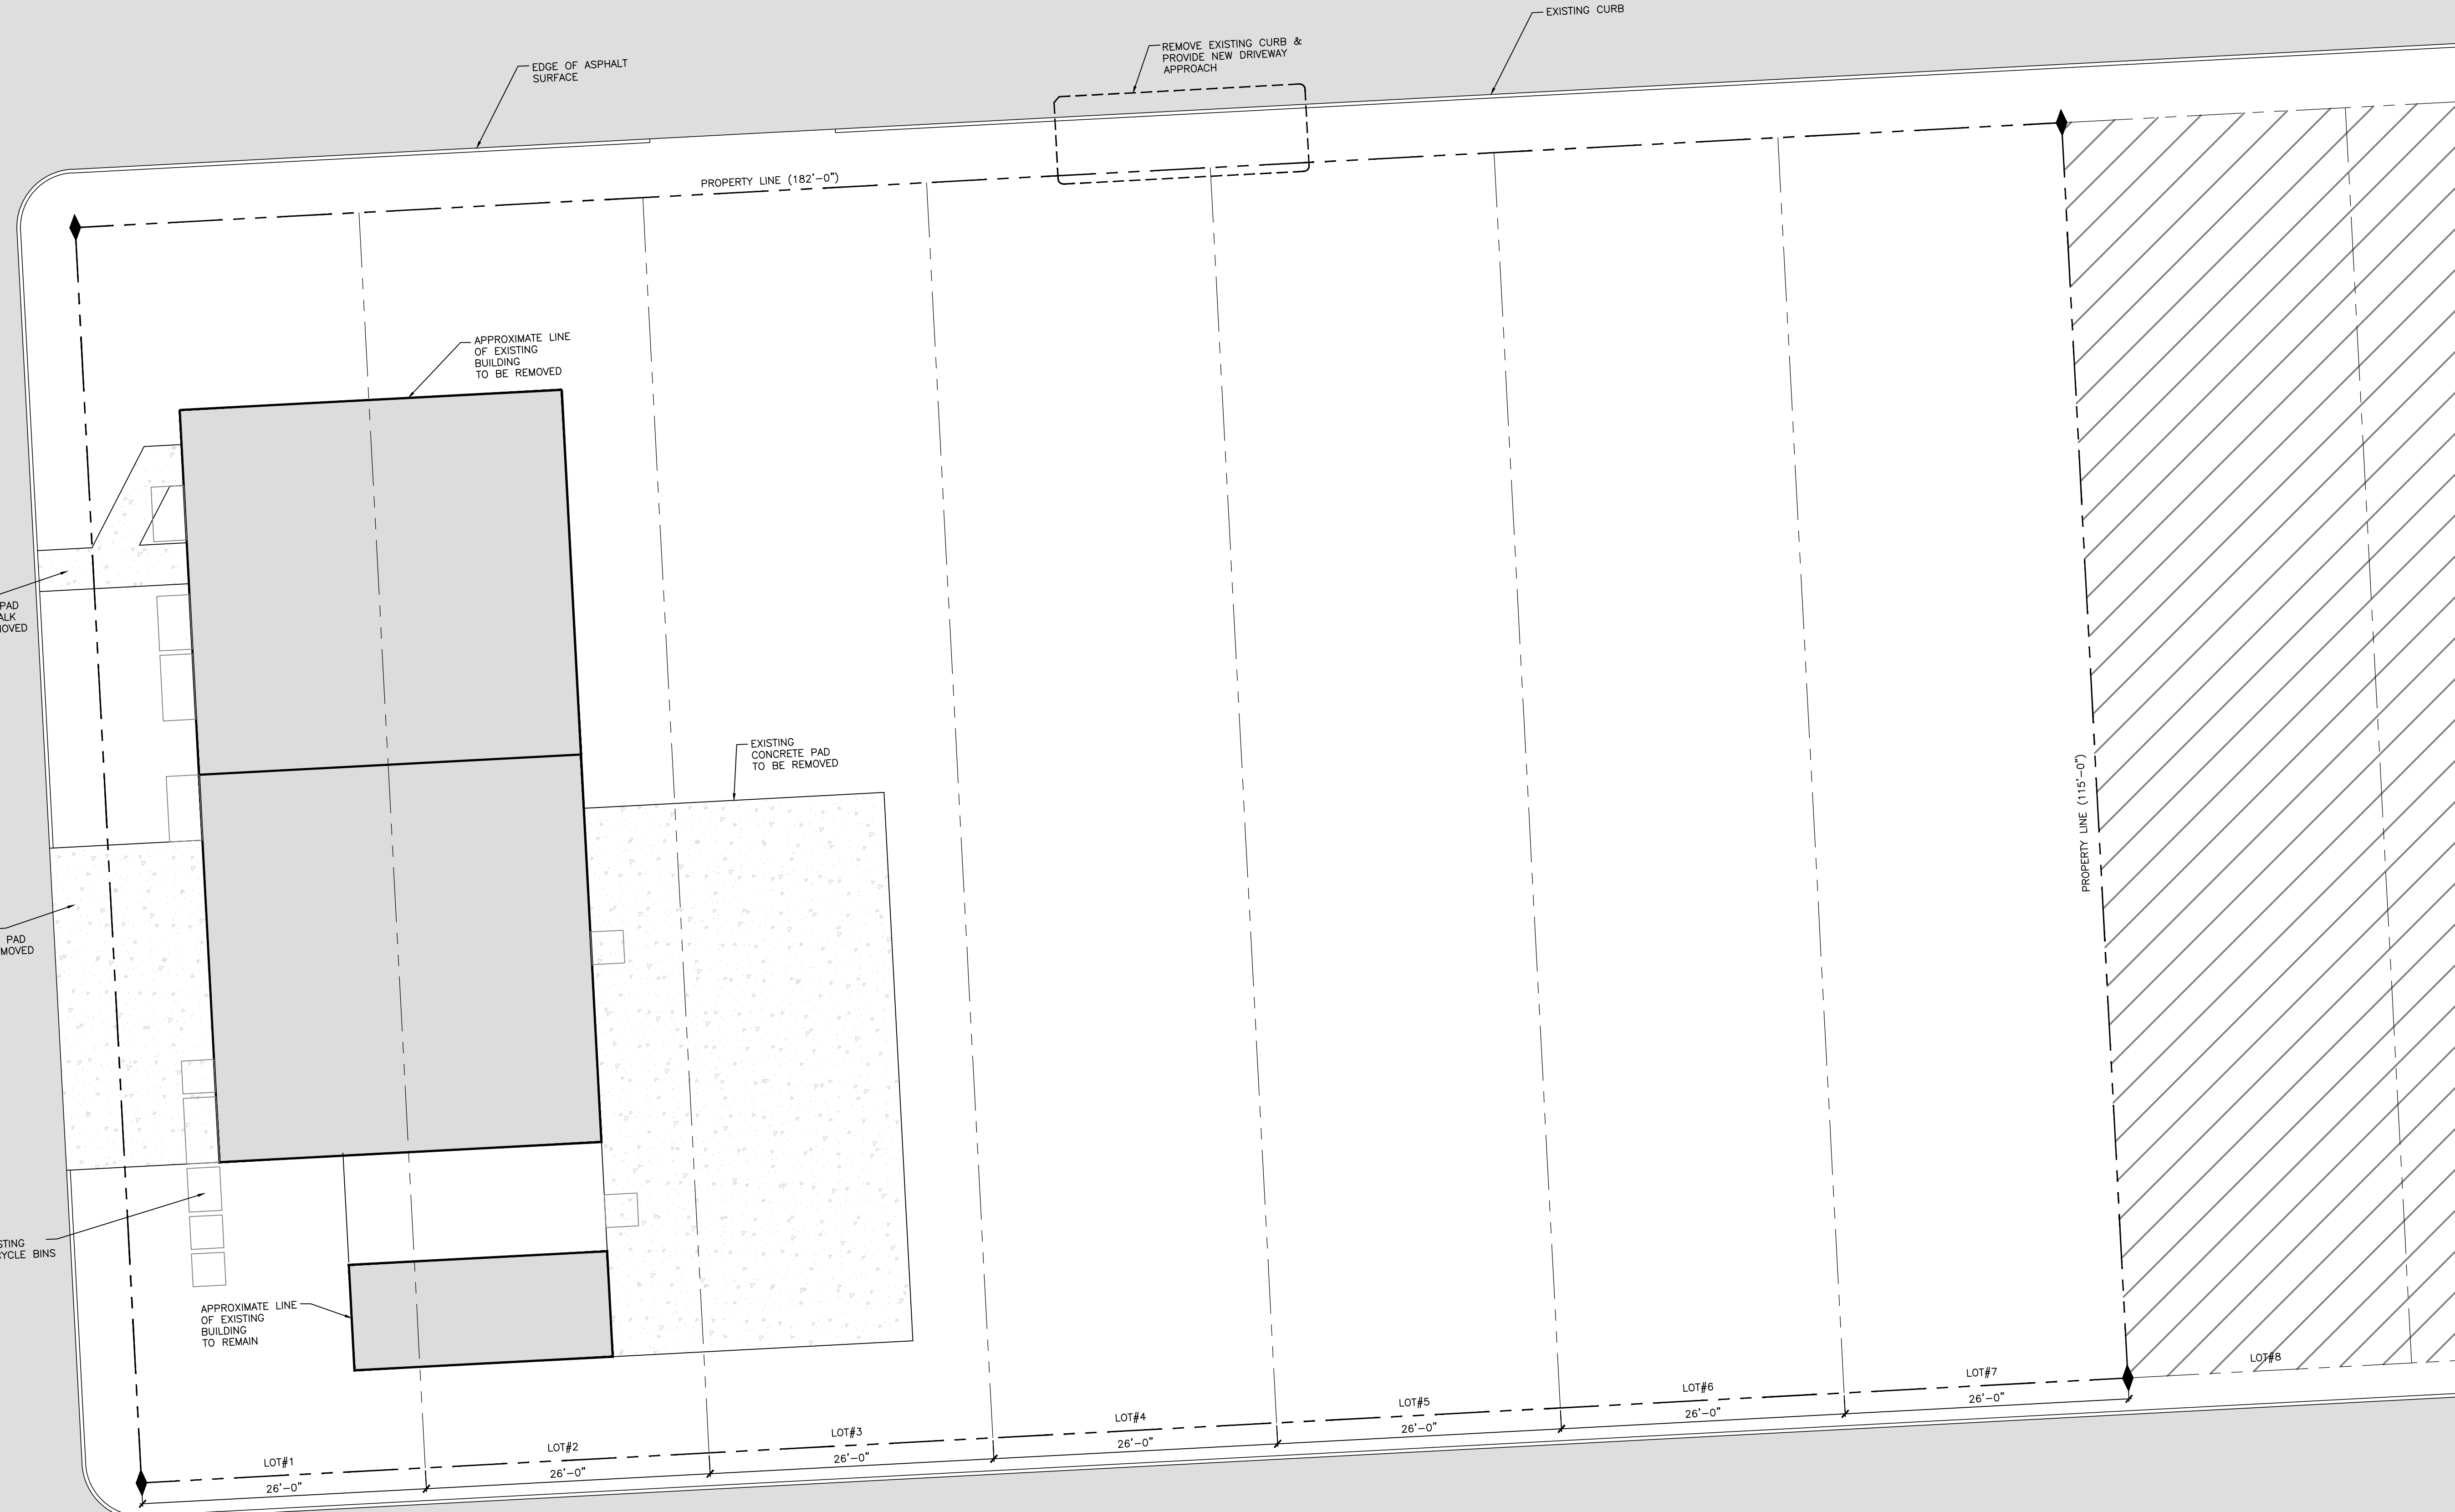 EXISTING CURB
REMOVE EXISTING CURB &
PROVIDE NEW DRIVEWAY
APPROACH
EDGE OF ASPHALT
SURFACE
PROPERTY LINE (182'-0")
APPROXIMATE LINE
OF EXISTING
BUILDING
TO BE REMOVED
PAD
ALK
MOVED
EXISTING
CONCRETE PAD
TO BE REMOVED
PROPERTY LINE (115'-0")
PAD
MOVED
STING
CYCLE BINS
APPROXIMATE LINE
OF EXISTING
BUILDING
TO REMAIN
LOT#1
LOT#2
LOT#3
LOT#4
LOT#5
LOT#6
LOT#7
LOT#8
26'-0"
26'-0"
26'-0"
26'-0"
26'-0"
26'-0"
26'-0"